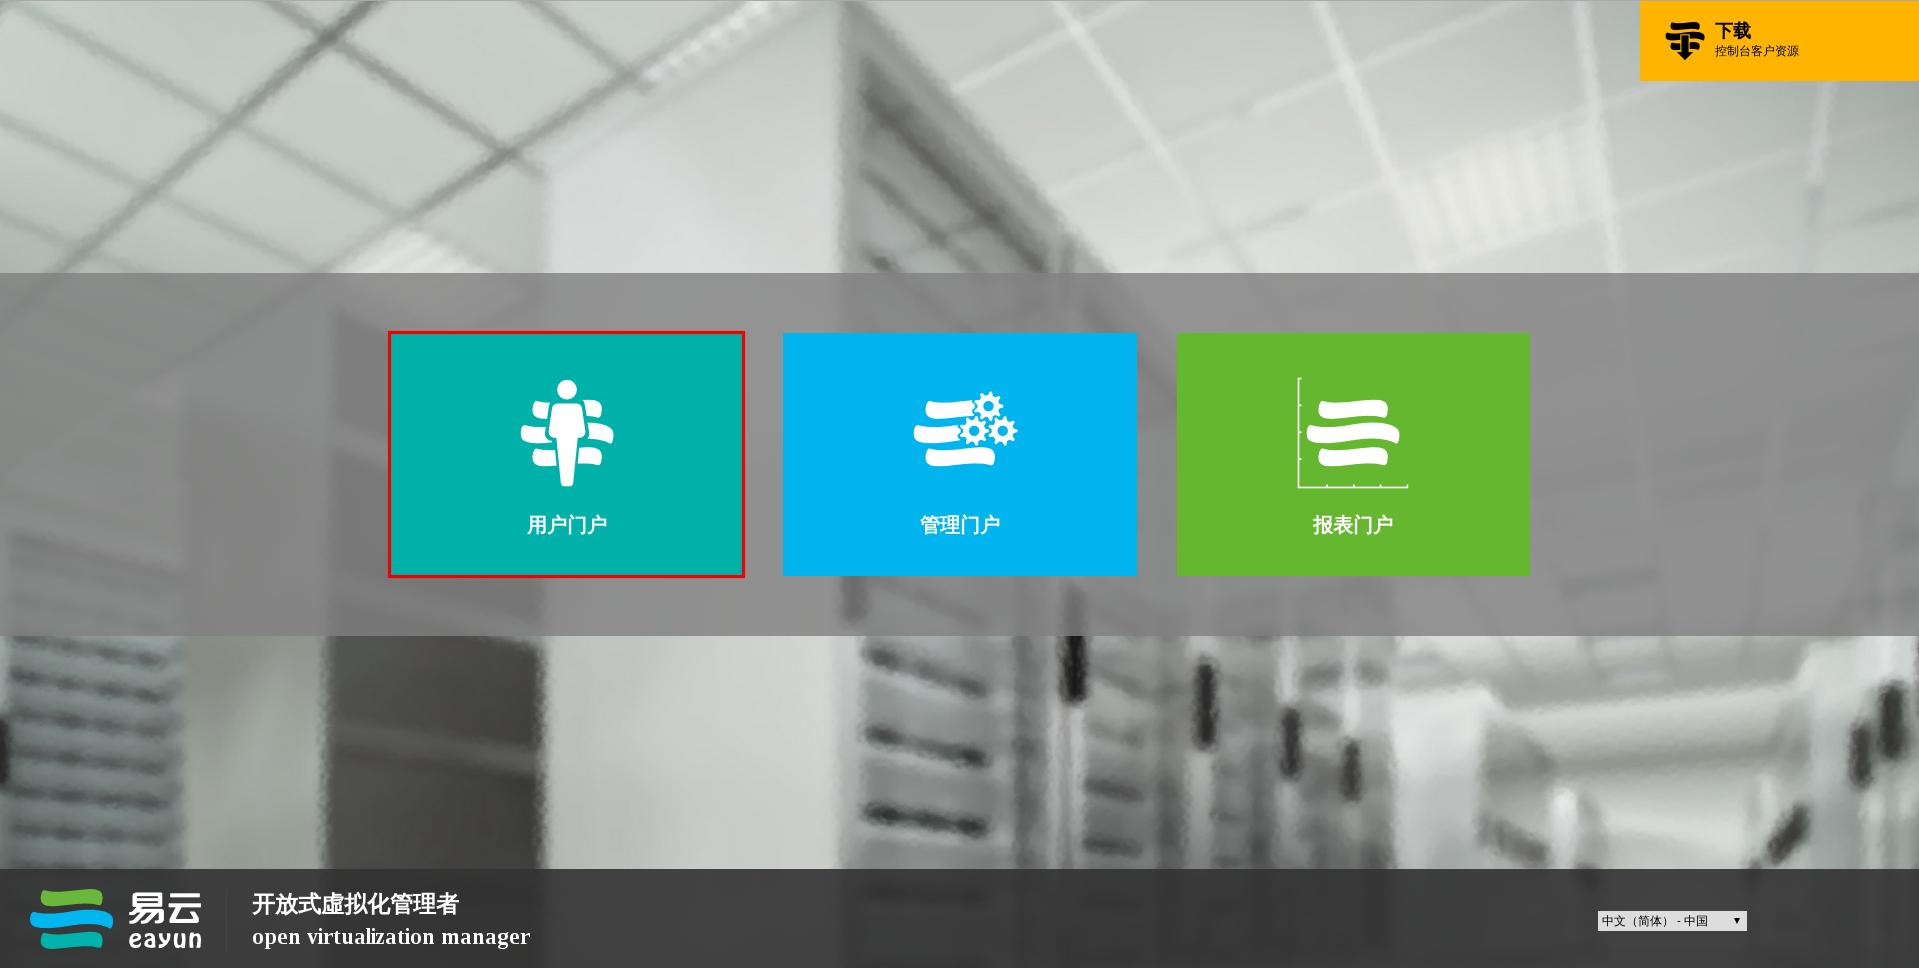 下载
控制台客户资源
用户门户
管理门户
报表门户
易云
eayun
开放式虚拟化管理者
open virtualization manager
中文（简体） - 中国